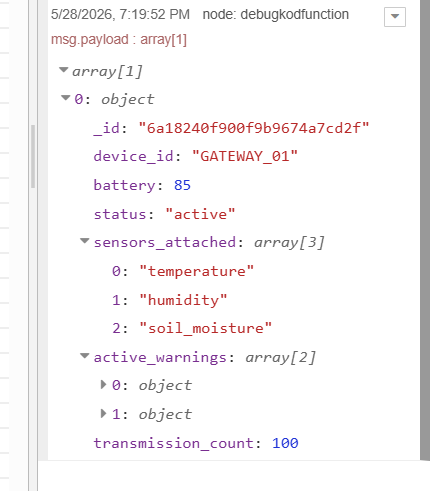 5/28/2026, 7:19:52 PM node: debugkodfunction
msg.payload : array[1]
array[1]
0: object
_id: "6a18240f900f9b9674a7cd2f"
device_id: "GATEWAY_01"
battery: 85
status: "active"
sensors_attached: array[3]
0: "temperature"
1: "humidity"
2: "soil_moisture"
active_warnings: array[2]
0: object
1: object
transmission_count: 100